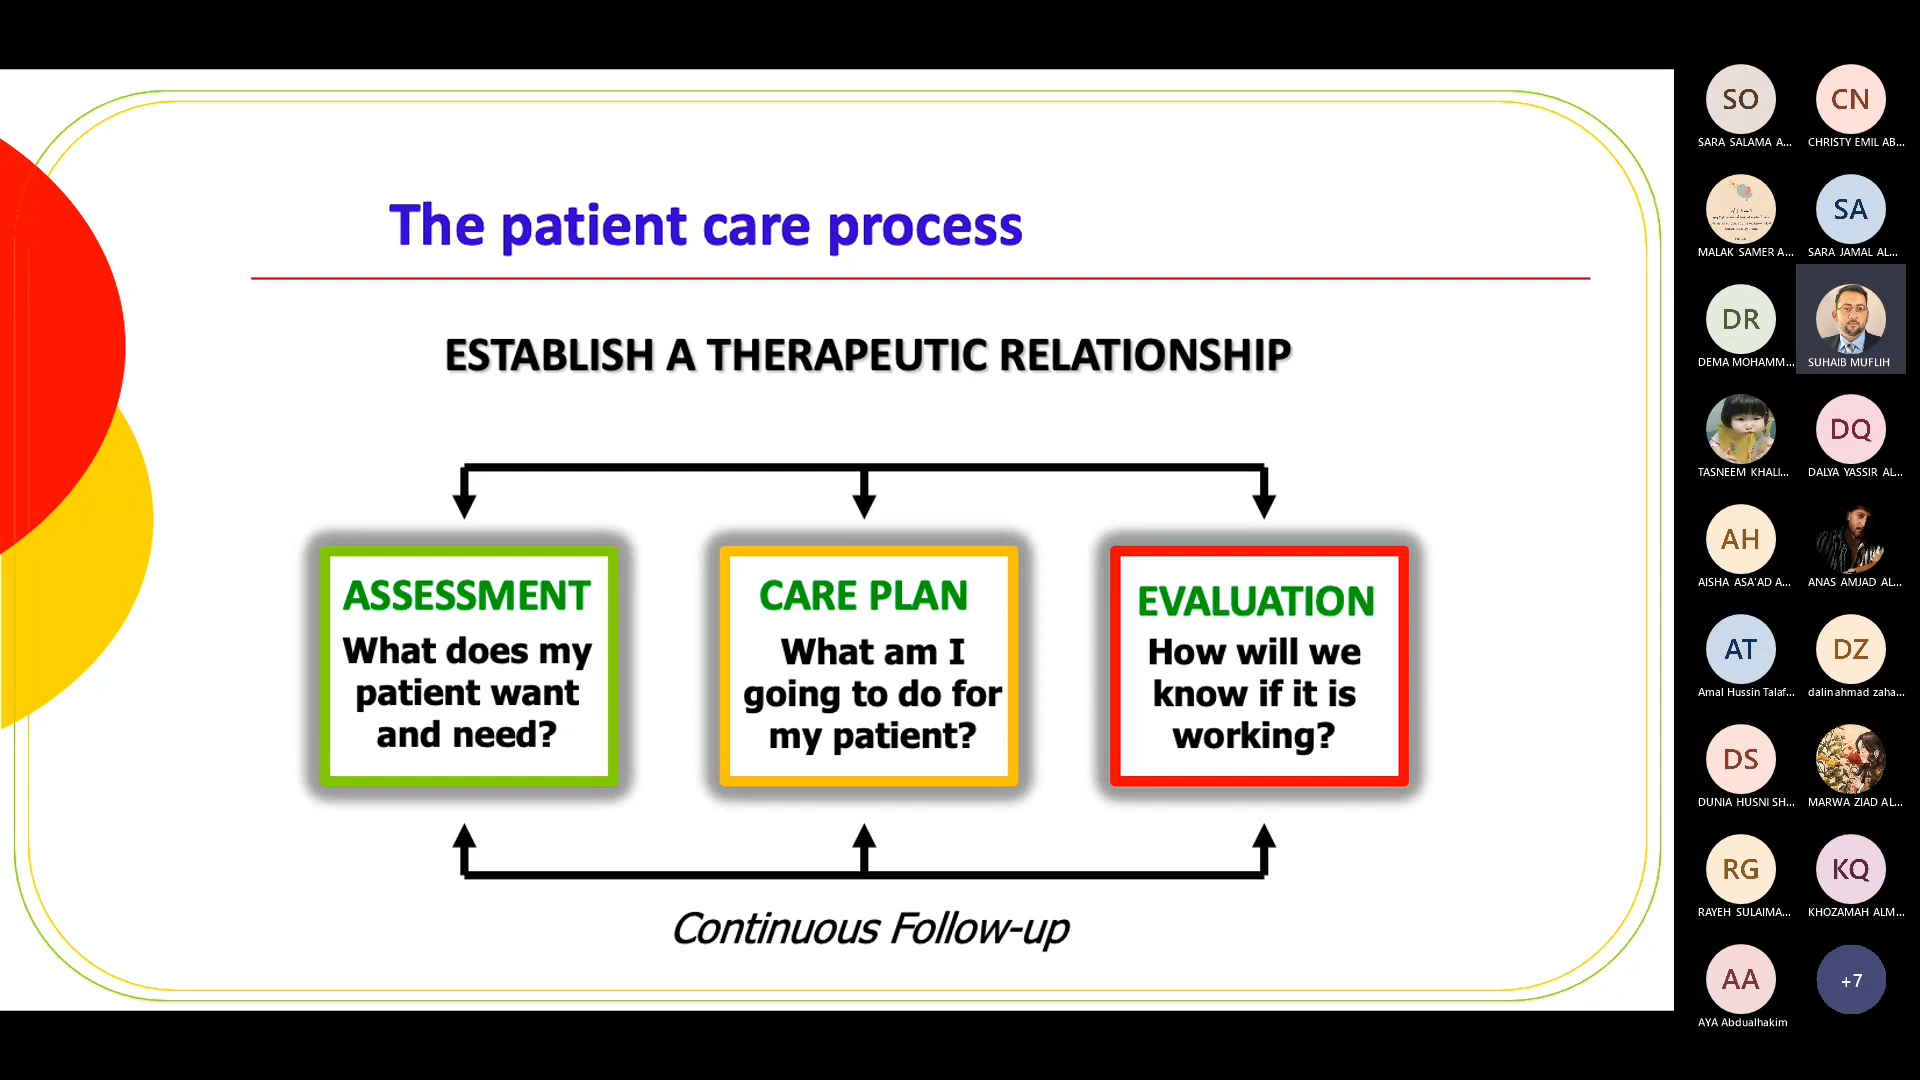 The patient care process
ESTABLISH A THERAPEUTIC RELATIONSHIP
ASSESSMENT
What does my
patient want
and need?
CARE PLAN
What am I
going to do for
my patient?
EVALUATION
How will we
know if it is
working?
Continuous Follow-up
SO
SARA SALAMA A...
CN
CHRISTY EMIL AB...
MALAK SAMER A...
SA
SARA JAMAL AL...
DR
DEMA MOHAMM...
SUHAIB MUFLIH
TASNEEM KHALI...
DQ
DALYA YASSIR AL...
AH
AISHA ASA'AD A...
ANAS AMJAD AL...
AT
Amal Hussin Talaf...
DZ
dalin ahmad zaha...
DS
DUNIA HUSNI SH...
MARWA ZIAD AL...
RG
RAYEH SULAIMA...
KQ
KHOZAMAH ALM...
AA
AYA Abdualhakim
+7